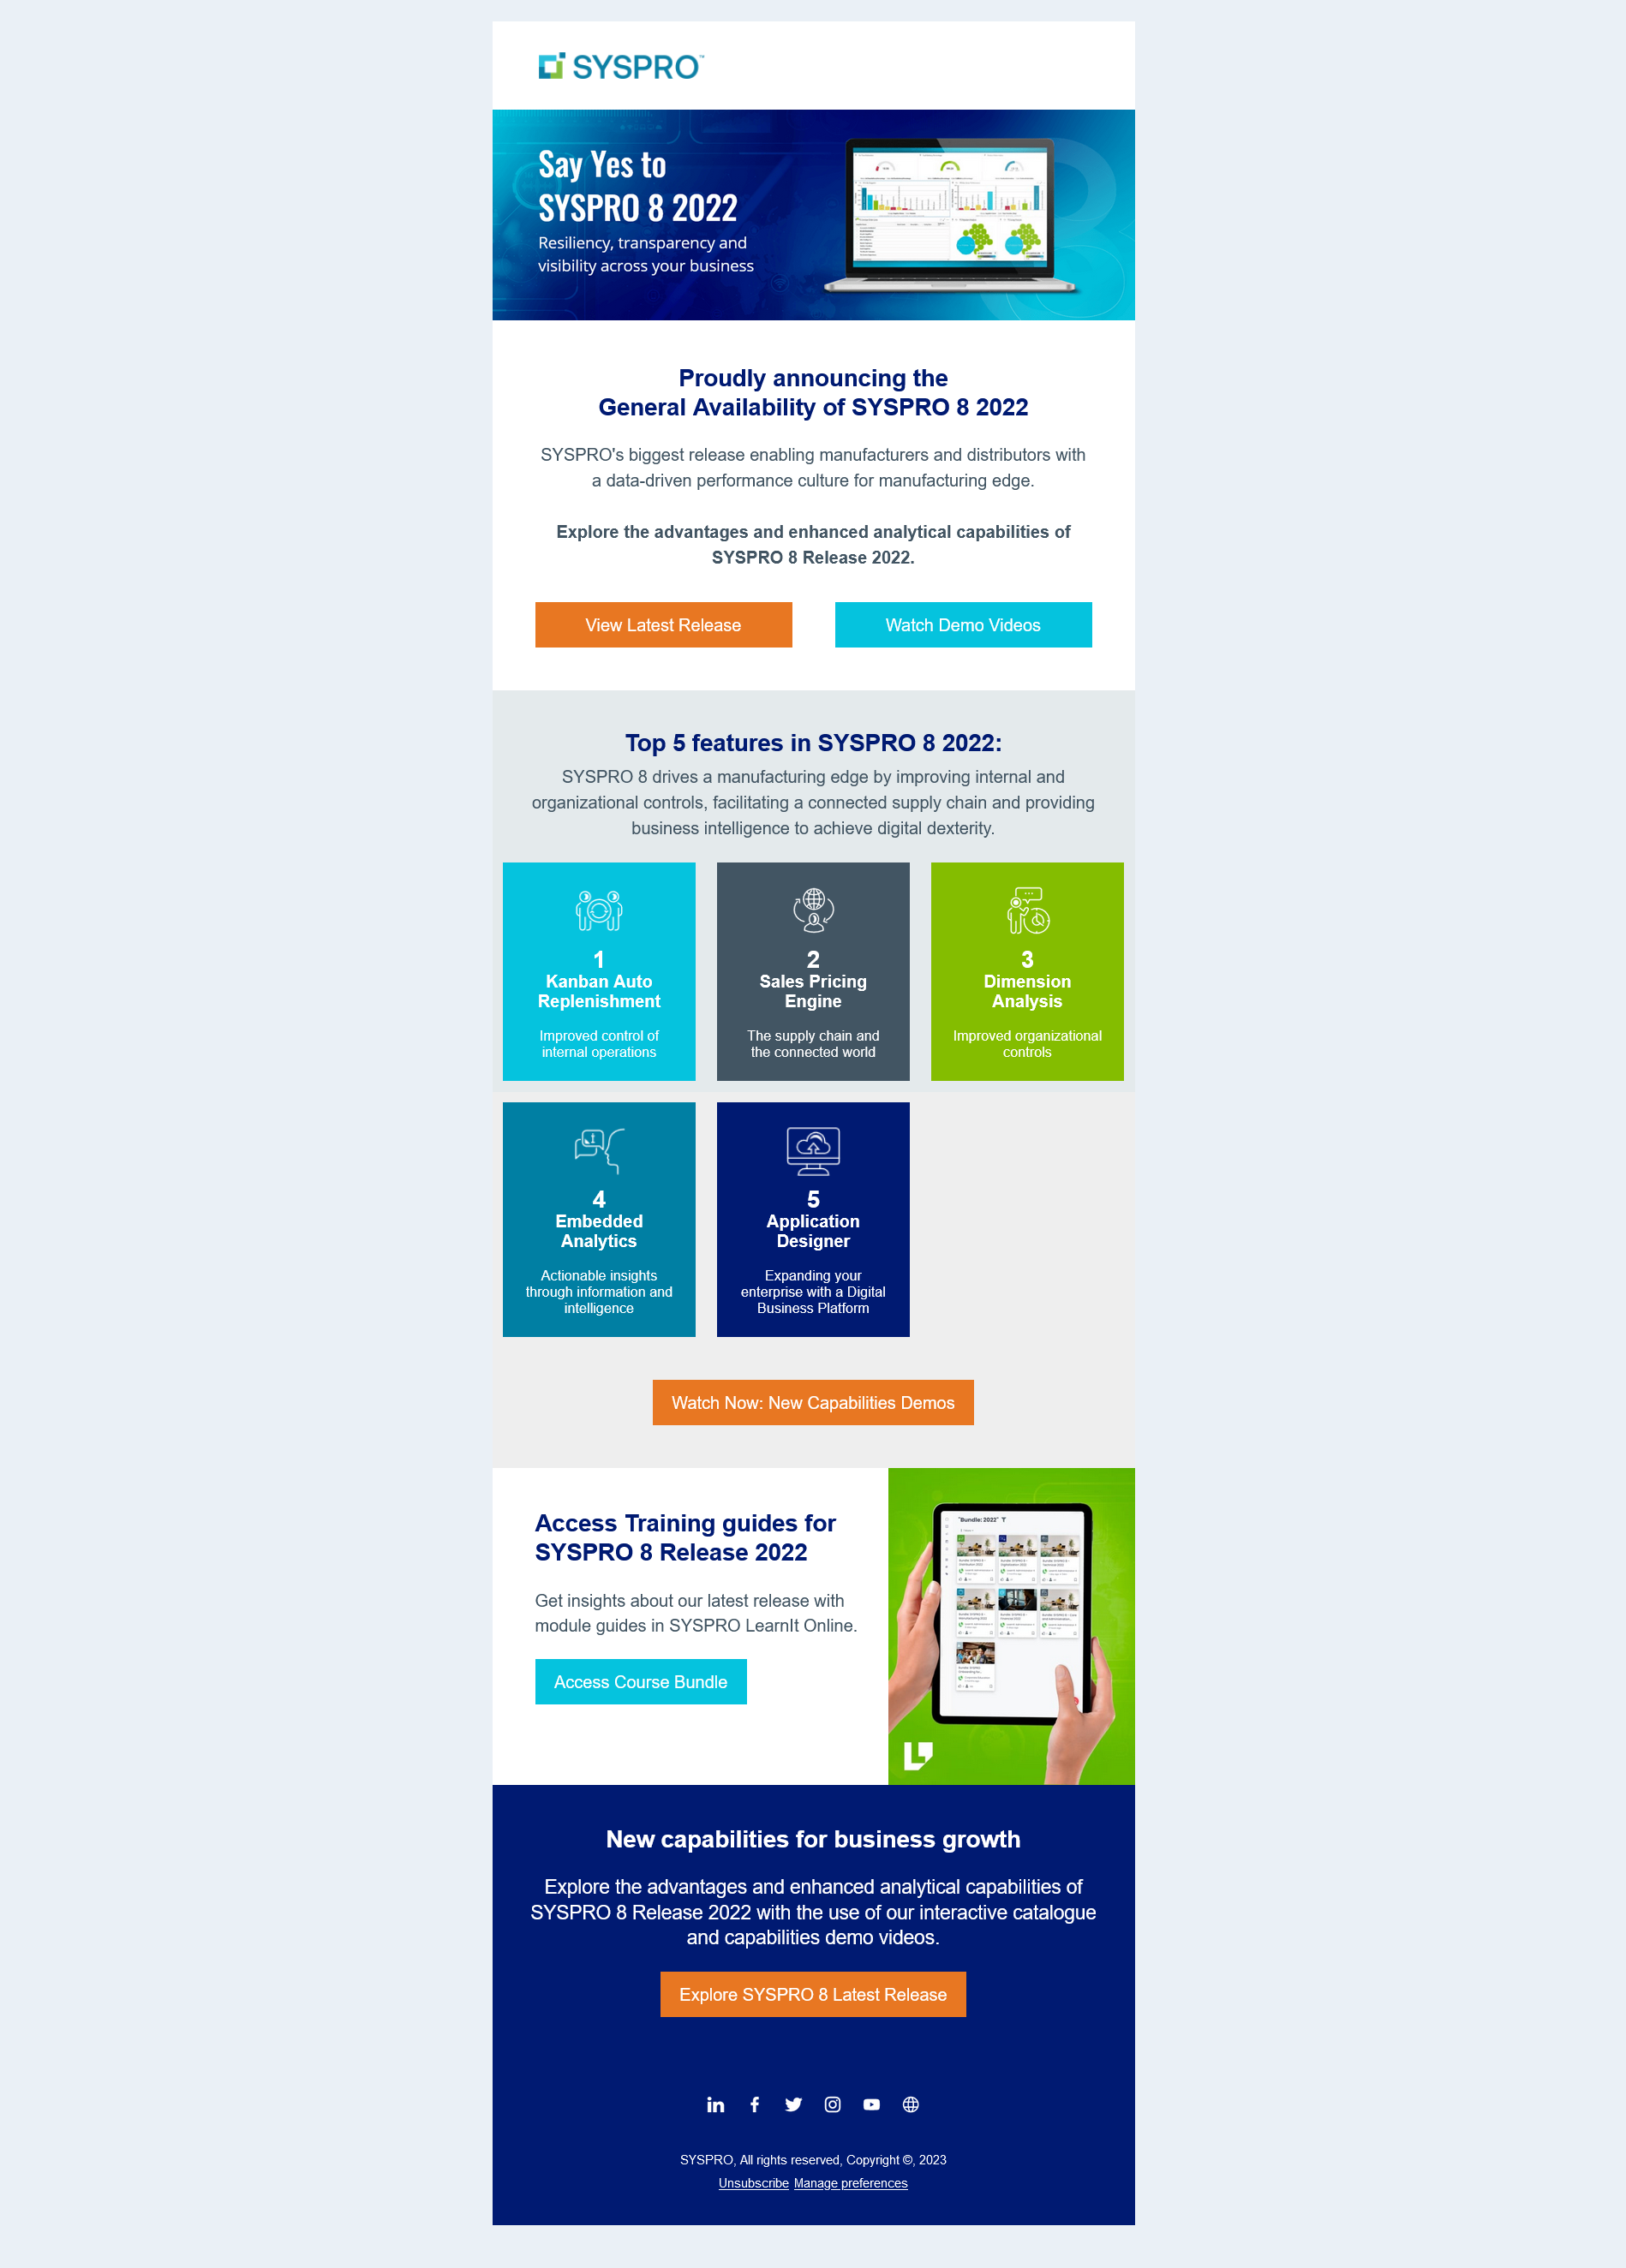 SYSPRO™
Say Yes to
SYSPRO 8 2022
Resiliency, transparency and
visibility across your business
Proudly announcing the
General Availability of SYSPRO 8 2022
SYSPRO's biggest release enabling manufacturers and distributors with
a data-driven performance culture for manufacturing edge.
Explore the advantages and enhanced analytical capabilities of
SYSPRO 8 Release 2022.
View Latest Release
Watch Demo Videos
Top 5 features in SYSPRO 8 2022:
SYSPRO 8 drives a manufacturing edge by improving internal and
organizational controls, facilitating a connected supply chain and providing
business intelligence to achieve digital dexterity.
1
Kanban Auto
Replenishment
Improved control of
internal operations
2
Sales Pricing
Engine
The supply chain and
the connected world
3
Dimension
Analysis
Improved organizational
controls
4
Embedded
Analytics
Actionable insights
through information and
intelligence
5
Application
Designer
Expanding your
enterprise with a Digital
Business Platform
Watch Now: New Capabilities Demos
Access Training guides for
SYSPRO 8 Release 2022
Get insights about our latest release with
module guides in SYSPRO LearnIt Online.
Access Course Bundle
"Bundle: 2022"
New capabilities for business growth
Explore the advantages and enhanced analytical capabilities of
SYSPRO 8 Release 2022 with the use of our interactive catalogue
and capabilities demo videos.
Explore SYSPRO 8 Latest Release
SYSPRO, All rights reserved, Copyright ©, 2023
Unsubscribe Manage preferences